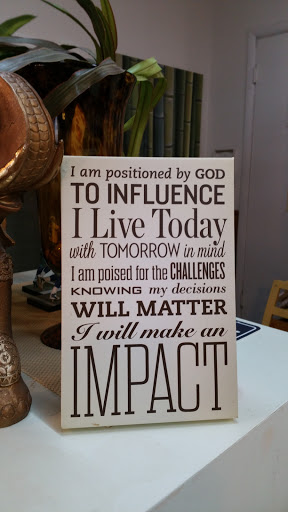 I am positioned by GOD
TO INFLUENCE
I Live Today
with TOMORROW in mind
I am poised for the CHALLENGES
KNOWING my decisions
WILL MATTER
I will make an
IMPACT